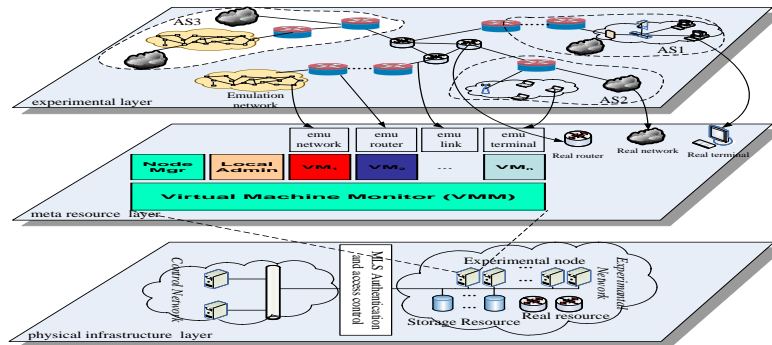 AS3
AS1
AS2
Emulation
network
experimental layer
emu
network
emu
router
emu
link
emu
terminal
Real router
Real network
Real terminal
Node
Mgr
Local
Admin
VM₁
VM₂
...
VMₙ
Virtual Machine Monitor (VMM)
meta resource layer
Control Network
MLS Authentication
and access control
Experimental node
Experimental
Network
Storage Resource
Real resource
physical infrastructure layer